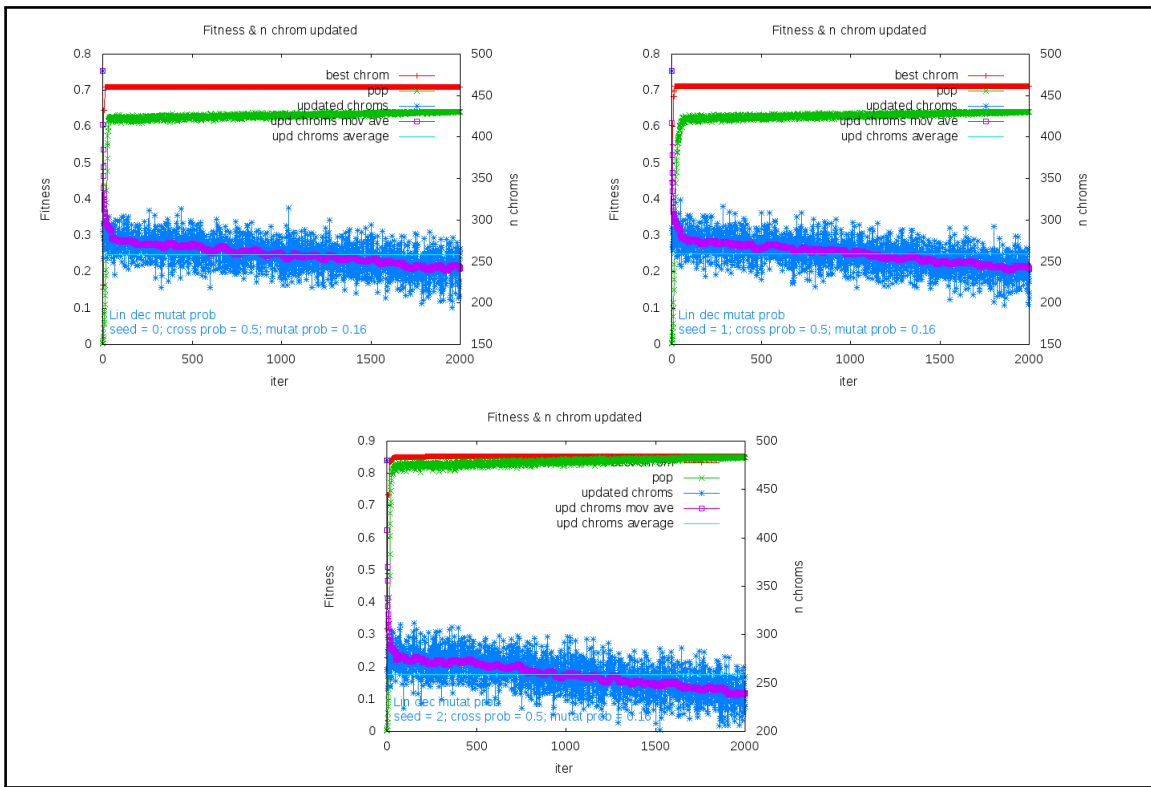 Fitness & n chrom updated
0.8
0.7
0.6
0.5
0.4
0.3
0.2
0.1
0
500
450
400
350
300
250
200
150
0
500
1000
1500
2000
Fitness
n chroms
iter
best chrom
pop
updated chroms
upd chroms mov ave
upd chroms average
Lin dec mutat prob
seed = 0; cross prob = 0.5; mutat prob = 0.16
Fitness & n chrom updated
0.8
0.7
0.6
0.5
0.4
0.3
0.2
0.1
0
500
450
400
350
300
250
200
150
0
500
1000
1500
2000
Fitness
n chroms
iter
best chrom
pop
updated chroms
upd chroms mov ave
upd chroms average
Lin dec mutat prob
seed = 1; cross prob = 0.5; mutat prob = 0.16
Fitness & n chrom updated
0.9
0.8
0.7
0.6
0.5
0.4
0.3
0.2
0.1
0
500
450
400
350
300
250
200
0
500
1000
1500
2000
Fitness
n chroms
iter
best chrom
pop
updated chroms
upd chroms mov ave
upd chroms average
Lin dec mutat prob
seed = 2; cross prob = 0.5; mutat prob = 0.16